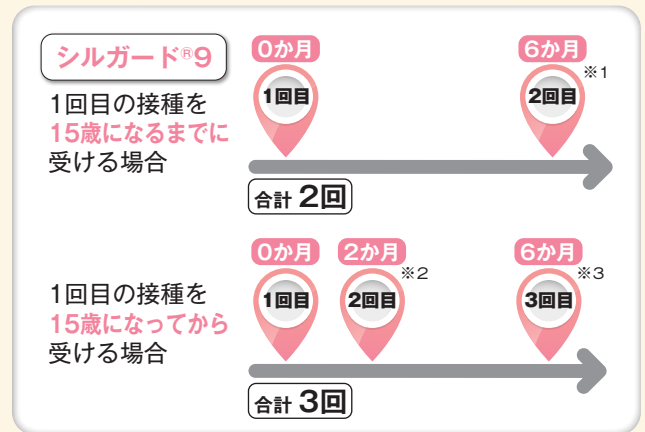 シルガード®9
1回目の接種を
15歳になるまでに
受ける場合
0か月
6か月
1回目
2回目
※1
合計 2回
1回目の接種を
15歳になってから
受ける場合
0か月
2か月
6か月
1回目
2回目
※2
3回目
※3
合計 3回